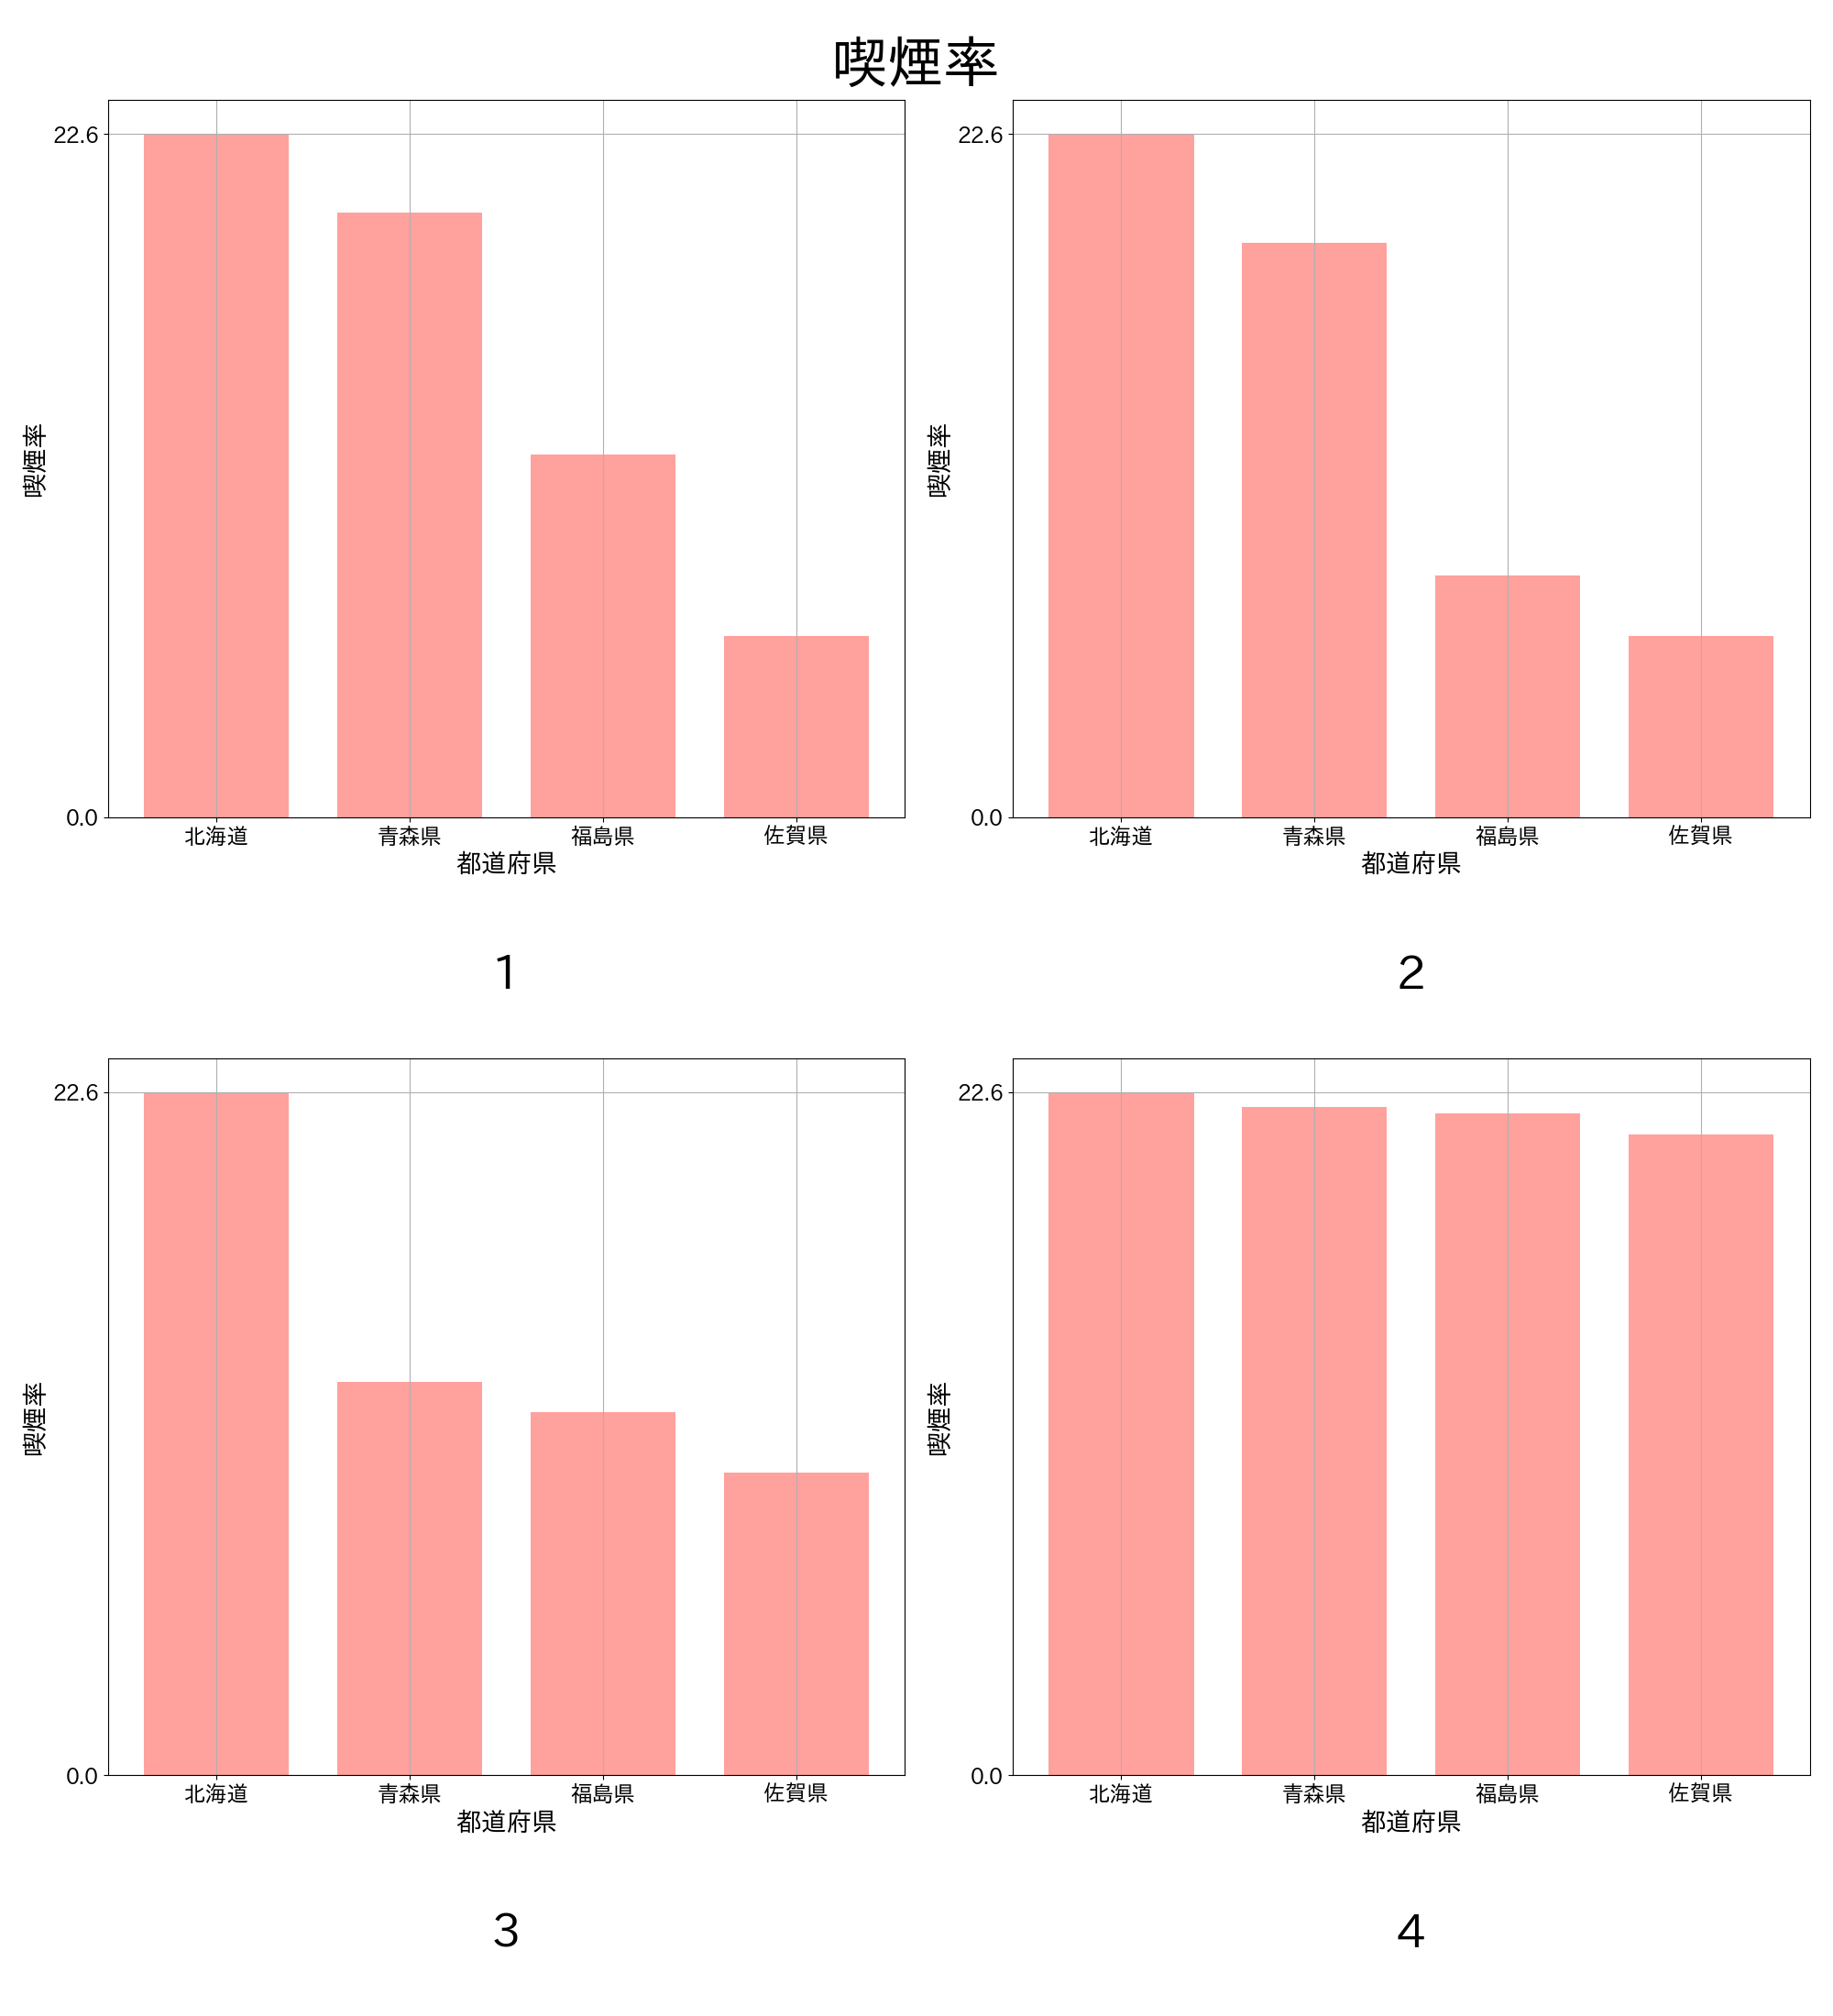 喫煙率
22.6
0.0
喫煙率
北海道 青森県 福島県 佐賀県
都道府県
1
22.6
0.0
喫煙率
北海道 青森県 福島県 佐賀県
都道府県
2
22.6
0.0
喫煙率
北海道 青森県 福島県 佐賀県
都道府県
3
22.6
0.0
喫煙率
北海道 青森県 福島県 佐賀県
都道府県
4